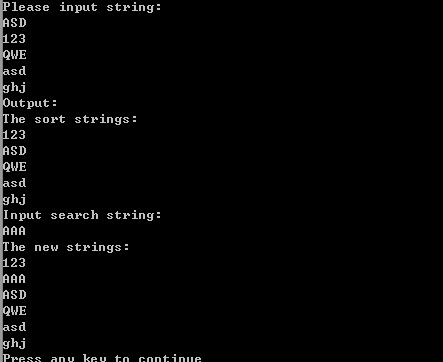 Please input string:
ASD
123
QWE
asd
ghj
Output:
The sort strings:
123
ASD
QWE
asd
ghj
Input search string:
AAA
The new strings:
123
AAA
ASD
QWE
asd
ghj
Press any key to continue